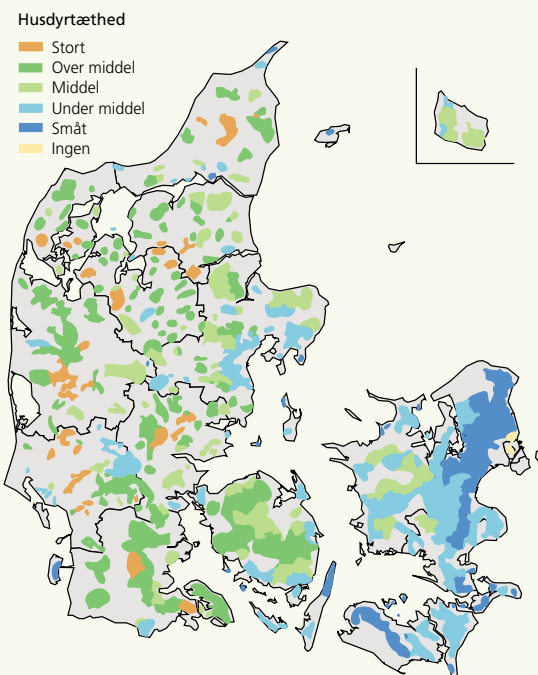 Husdyrtæthed
Stort
Over middel
Middel
Under middel
Småt
Ingen